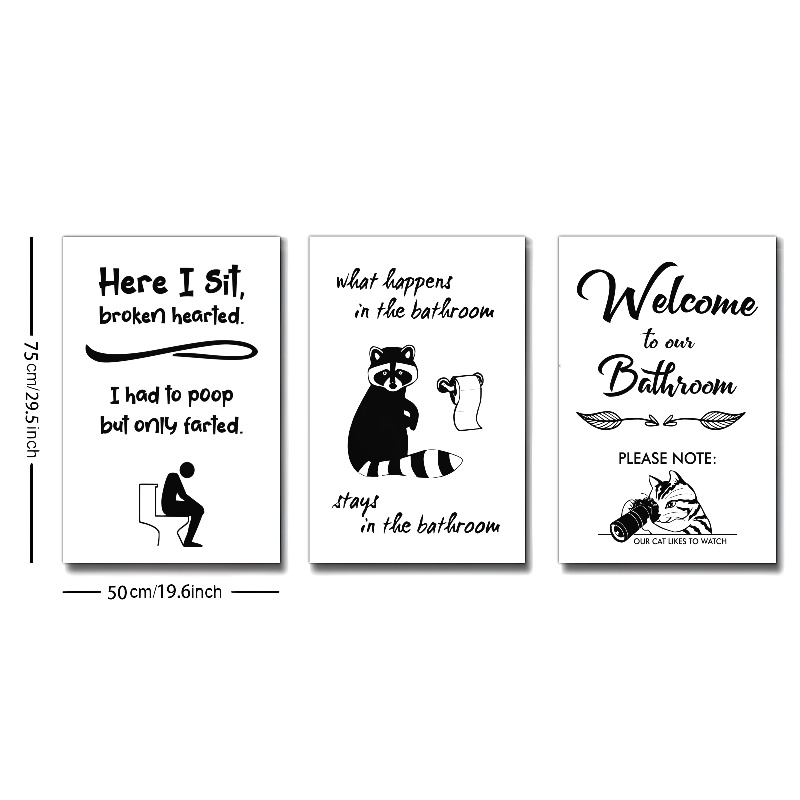 75cm/29.5inch
Here I Sit,
broken hearted.
I had to poop
but only farted.
50cm/19.6inch
what happens
in the bathroom
stays
in the bathroom
Welcome
to our
Bathroom
PLEASE NOTE:
OUR CAT LIKES TO WATCH